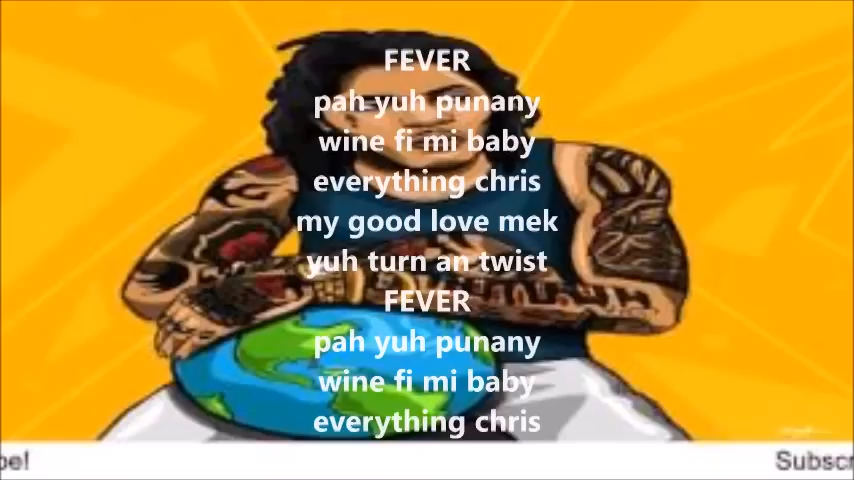 FEVER
pah yuh punany
wine fi mi baby
everything chris
my good love mek
yuh turn an twist
FEVER
pah yuh punany
wine fi mi baby
everything chris
be! Subscr